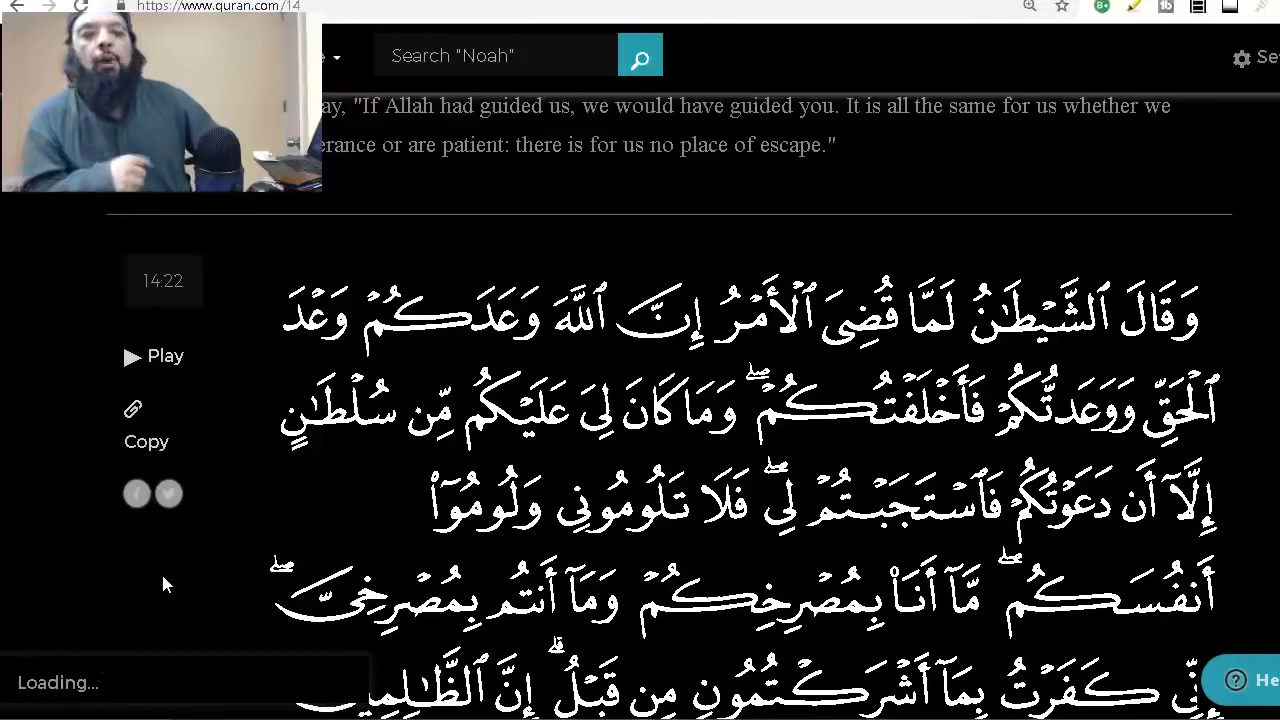 https://www.quran.com/14
Search "Noah"
Se
ay, "If Allah had guided us, we would have guided you. It is all the same for us whether we
erance or are patient: there is for us no place of escape."
14:22
وَقَالَ ٱلشَّيْطَـٰنُ لَمَّا قُضِىَ ٱلْأَمْرُ إِنَّ ٱللَّهَ وَعَدَكُمْ وَعْدَ
Play
ٱلْحَقِّ وَوَعَدتُّكُمْ فَأَخْلَفْتُكُمْ ۖ وَمَا كَانَ لِىَ عَلَيْكُم مِّن سُلْطَـٰنٍ
Copy
إِلَّآ أَن دَعَوْتُكُمْ فَٱسْتَجَبْتُمْ لِى ۖ فَلَا تَلُومُونِى وَلُومُوٓا۟
أَنفُسَكُم ۖ مَّآ أَنَا۠ بِمُصْرِخِكُمْ وَمَآ أَنتُم بِمُصْرِخِىَّ ۖ
إِنِّى كَفَرْتُ بِمَآ أَشْرَكْتُمُونِ مِن قَبْلُ ۗ إِنَّ ٱلظَّـٰلِمِينَ
Loading...
He